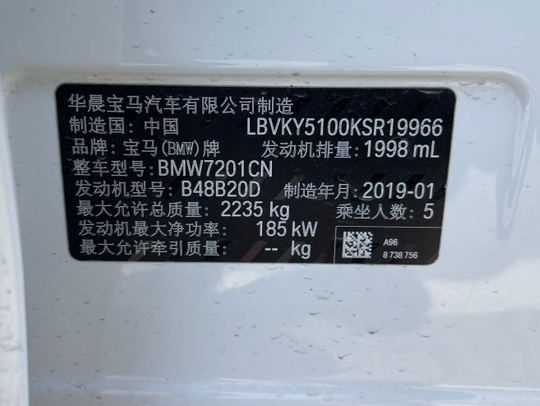 华晨宝马汽车有限公司制造
制造国: 中国 LBVKY5100KSR19966
品牌: 宝马(BMW)牌 发动机排量: 1998 mL
整车型号: BMW7201CN
发动机型号: B48B20D 制造年月: 2019-01
最大允许总质量: 2235 kg 乘坐人数: 5
发动机最大净功率: 185 kW
最大允许牵引质量: -- kg
A96
8 738 756